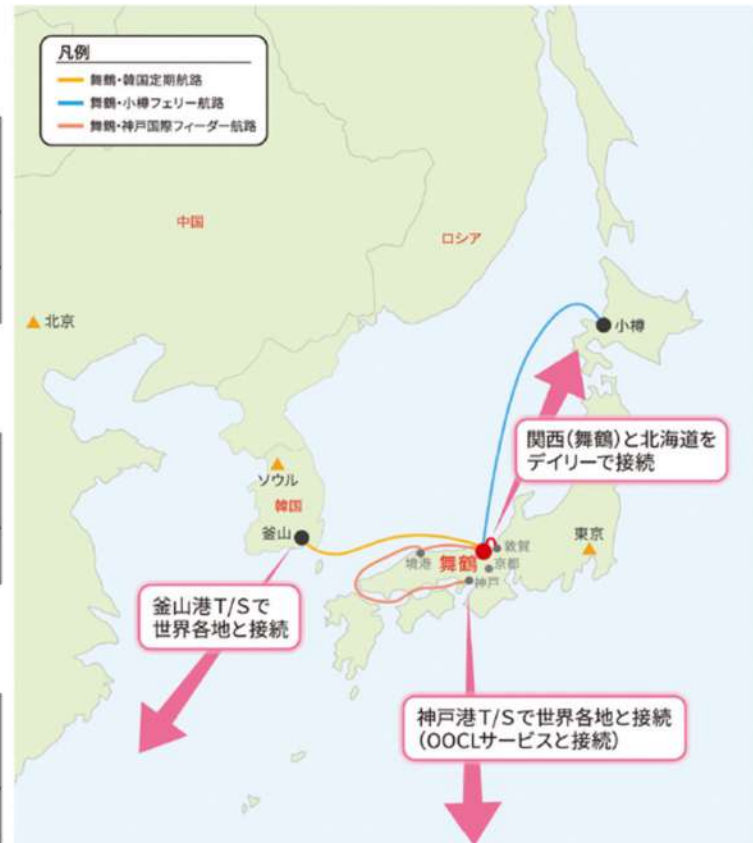 凡例
舞鶴・韓国定期航路
舞鶴・小樽フェリー航路
舞鶴・神戸国際フィーダー航路
中国
ロシア
北京
小樽
関西(舞鶴)と北海道を
デイリーで接続
ソウル
韓国
釜山
舞鶴
敦賀
東京
境港
京都
神戸
釜山港T/Sで
世界各地と接続
神戸港T/Sで世界各地と接続
(OOCLサービスと接続)